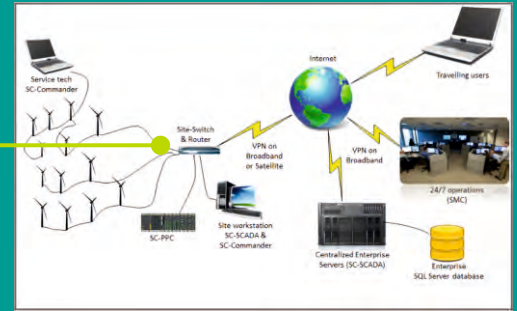 Internet
Service tech
SC-Commander
Travelling users
Site-Switch
& Router
VPN on
Broadband
or Satellite
VPN on
Broadband
24/7 operations
(SMC)
SC-PPC
Site workstation
SC-SCADA &
SC-Commander
Centralized Enterprise
Servers (SC-SCADA)
Enterprise
SQL Server database